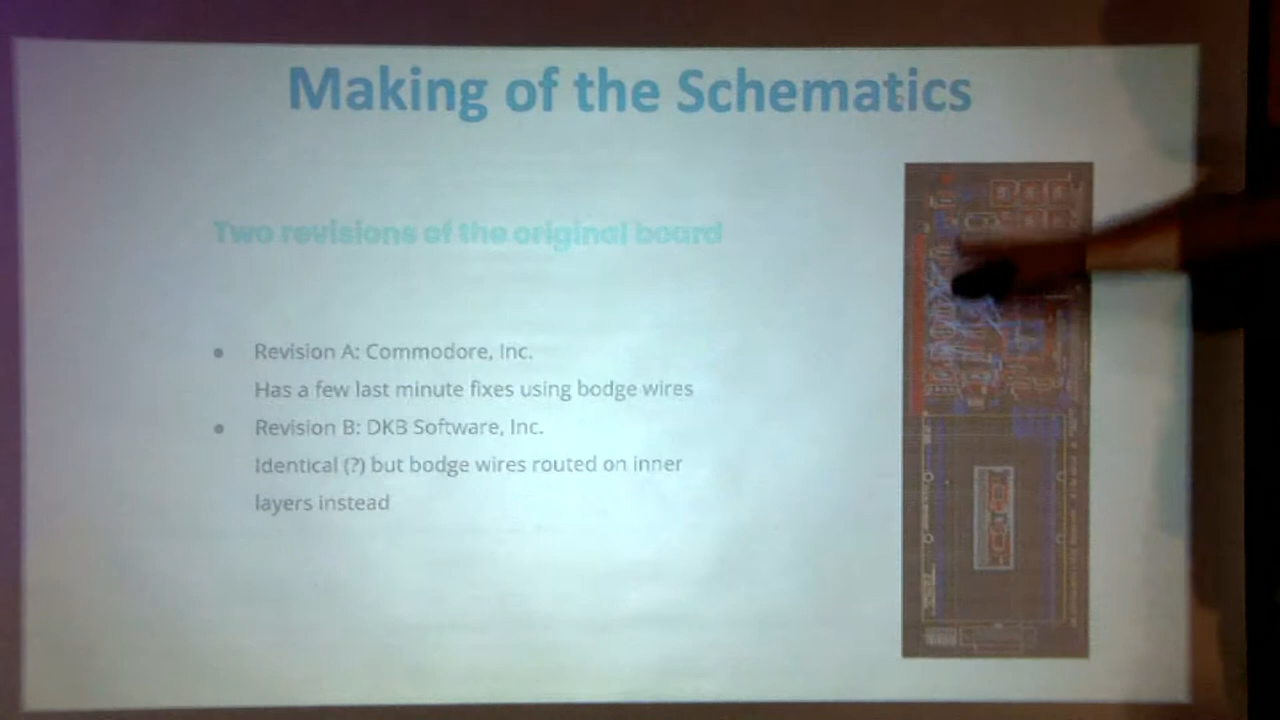 Making of the Schematics
Two revisions of the original board
Revision A: Commodore, Inc.
Has a few last minute fixes using bodge wires
Revision B: DKB Software, Inc.
Identical (?) but bodge wires routed on inner
layers instead